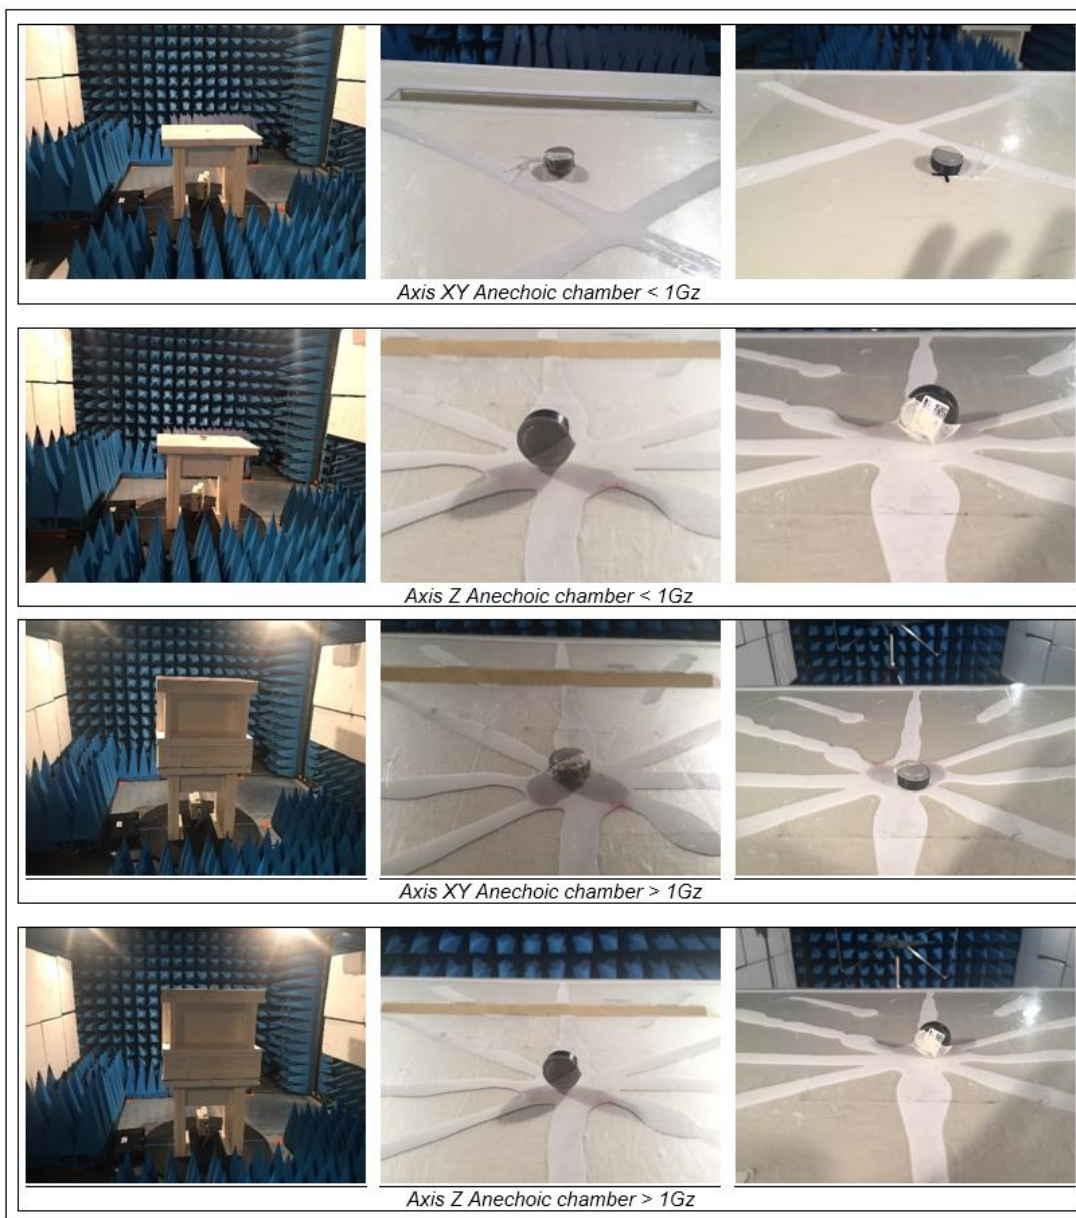 Axis XY Anechoic chamber < 1Gz
Axis Z Anechoic chamber < 1Gz
Axis XY Anechoic chamber > 1Gz
Axis Z Anechoic chamber > 1Gz